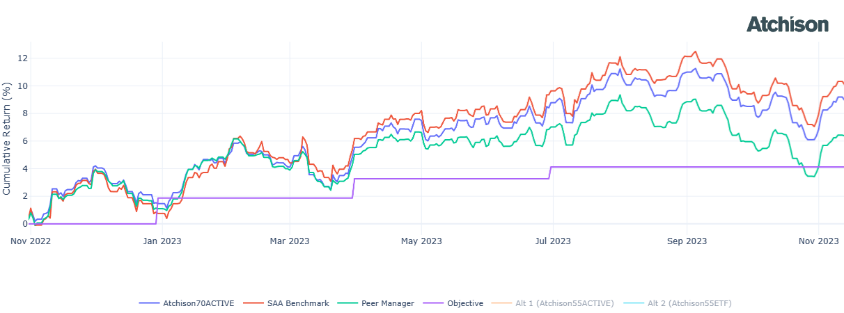 Atchison
Cumulative Return (%)
12
10
8
6
4
2
0
Nov 2022 Jan 2023 Mar 2023 May 2023 Jul 2023 Sep 2023 Nov 2023
Atchison70ACTIVE SAA Benchmark Peer Manager Objective Alt 1 (AtchisonSSACTIVE) Alt 2 (AtchisonSSETF)